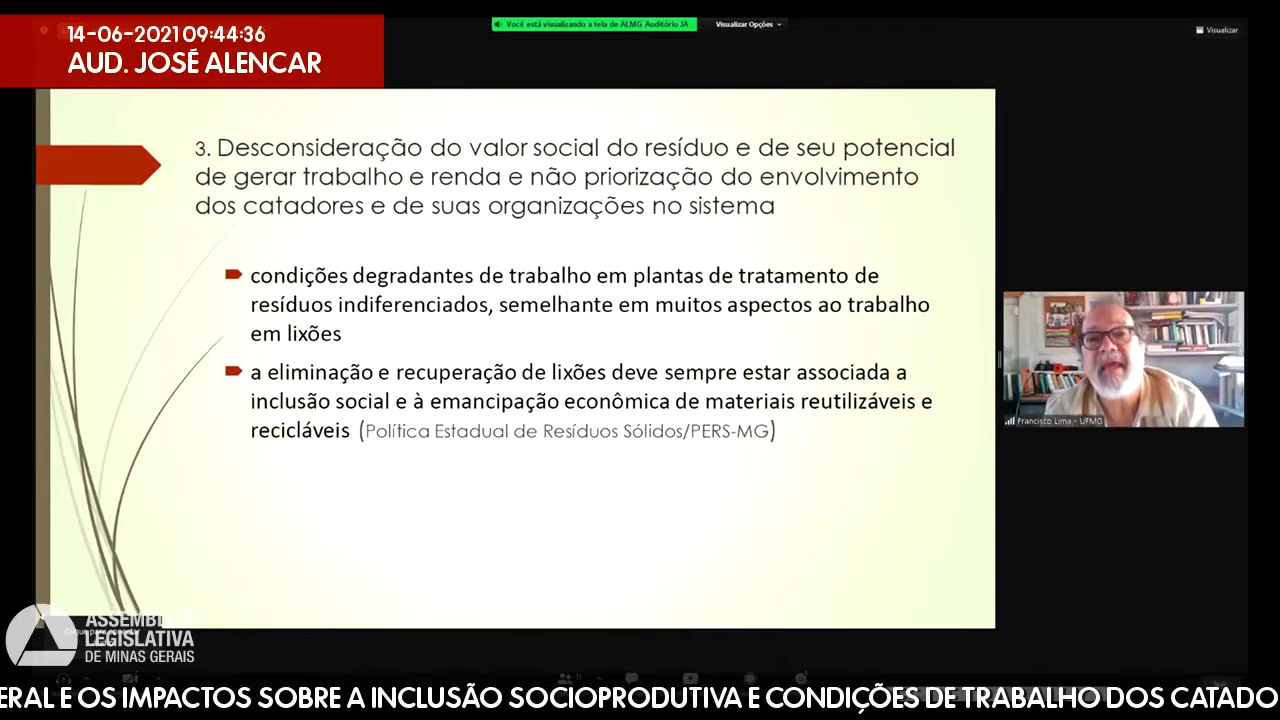 14-06-2021 09:44:36
AUD. JOSÉ ALENCAR
Você está visualizando a tela de ALMG Auditório JA
Visualizar Opções
Visualizar
3. Desconsideração do valor social do resíduo e de seu potencial
de gerar trabalho e renda e não priorização do envolvimento
dos catadores e de suas organizações no sistema
condições degradantes de trabalho em plantas de tratamento de
resíduos indiferenciados, semelhante em muitos aspectos ao trabalho
em lixões
a eliminação e recuperação de lixões deve sempre estar associada a
inclusão social e à emancipação econômica de materiais reutilizáveis e
recicláveis (Política Estadual de Resíduos Sólidos/PERS-MG)
Francisco Lima - UFMG
ASSEMBLEIA
LEGISLATIVA
DE MINAS GERAIS
ERAL E OS IMPACTOS SOBRE A INCLUSÃO SOCIOPRODUTIVA E CONDIÇÕES DE TRABALHO DOS CATADO